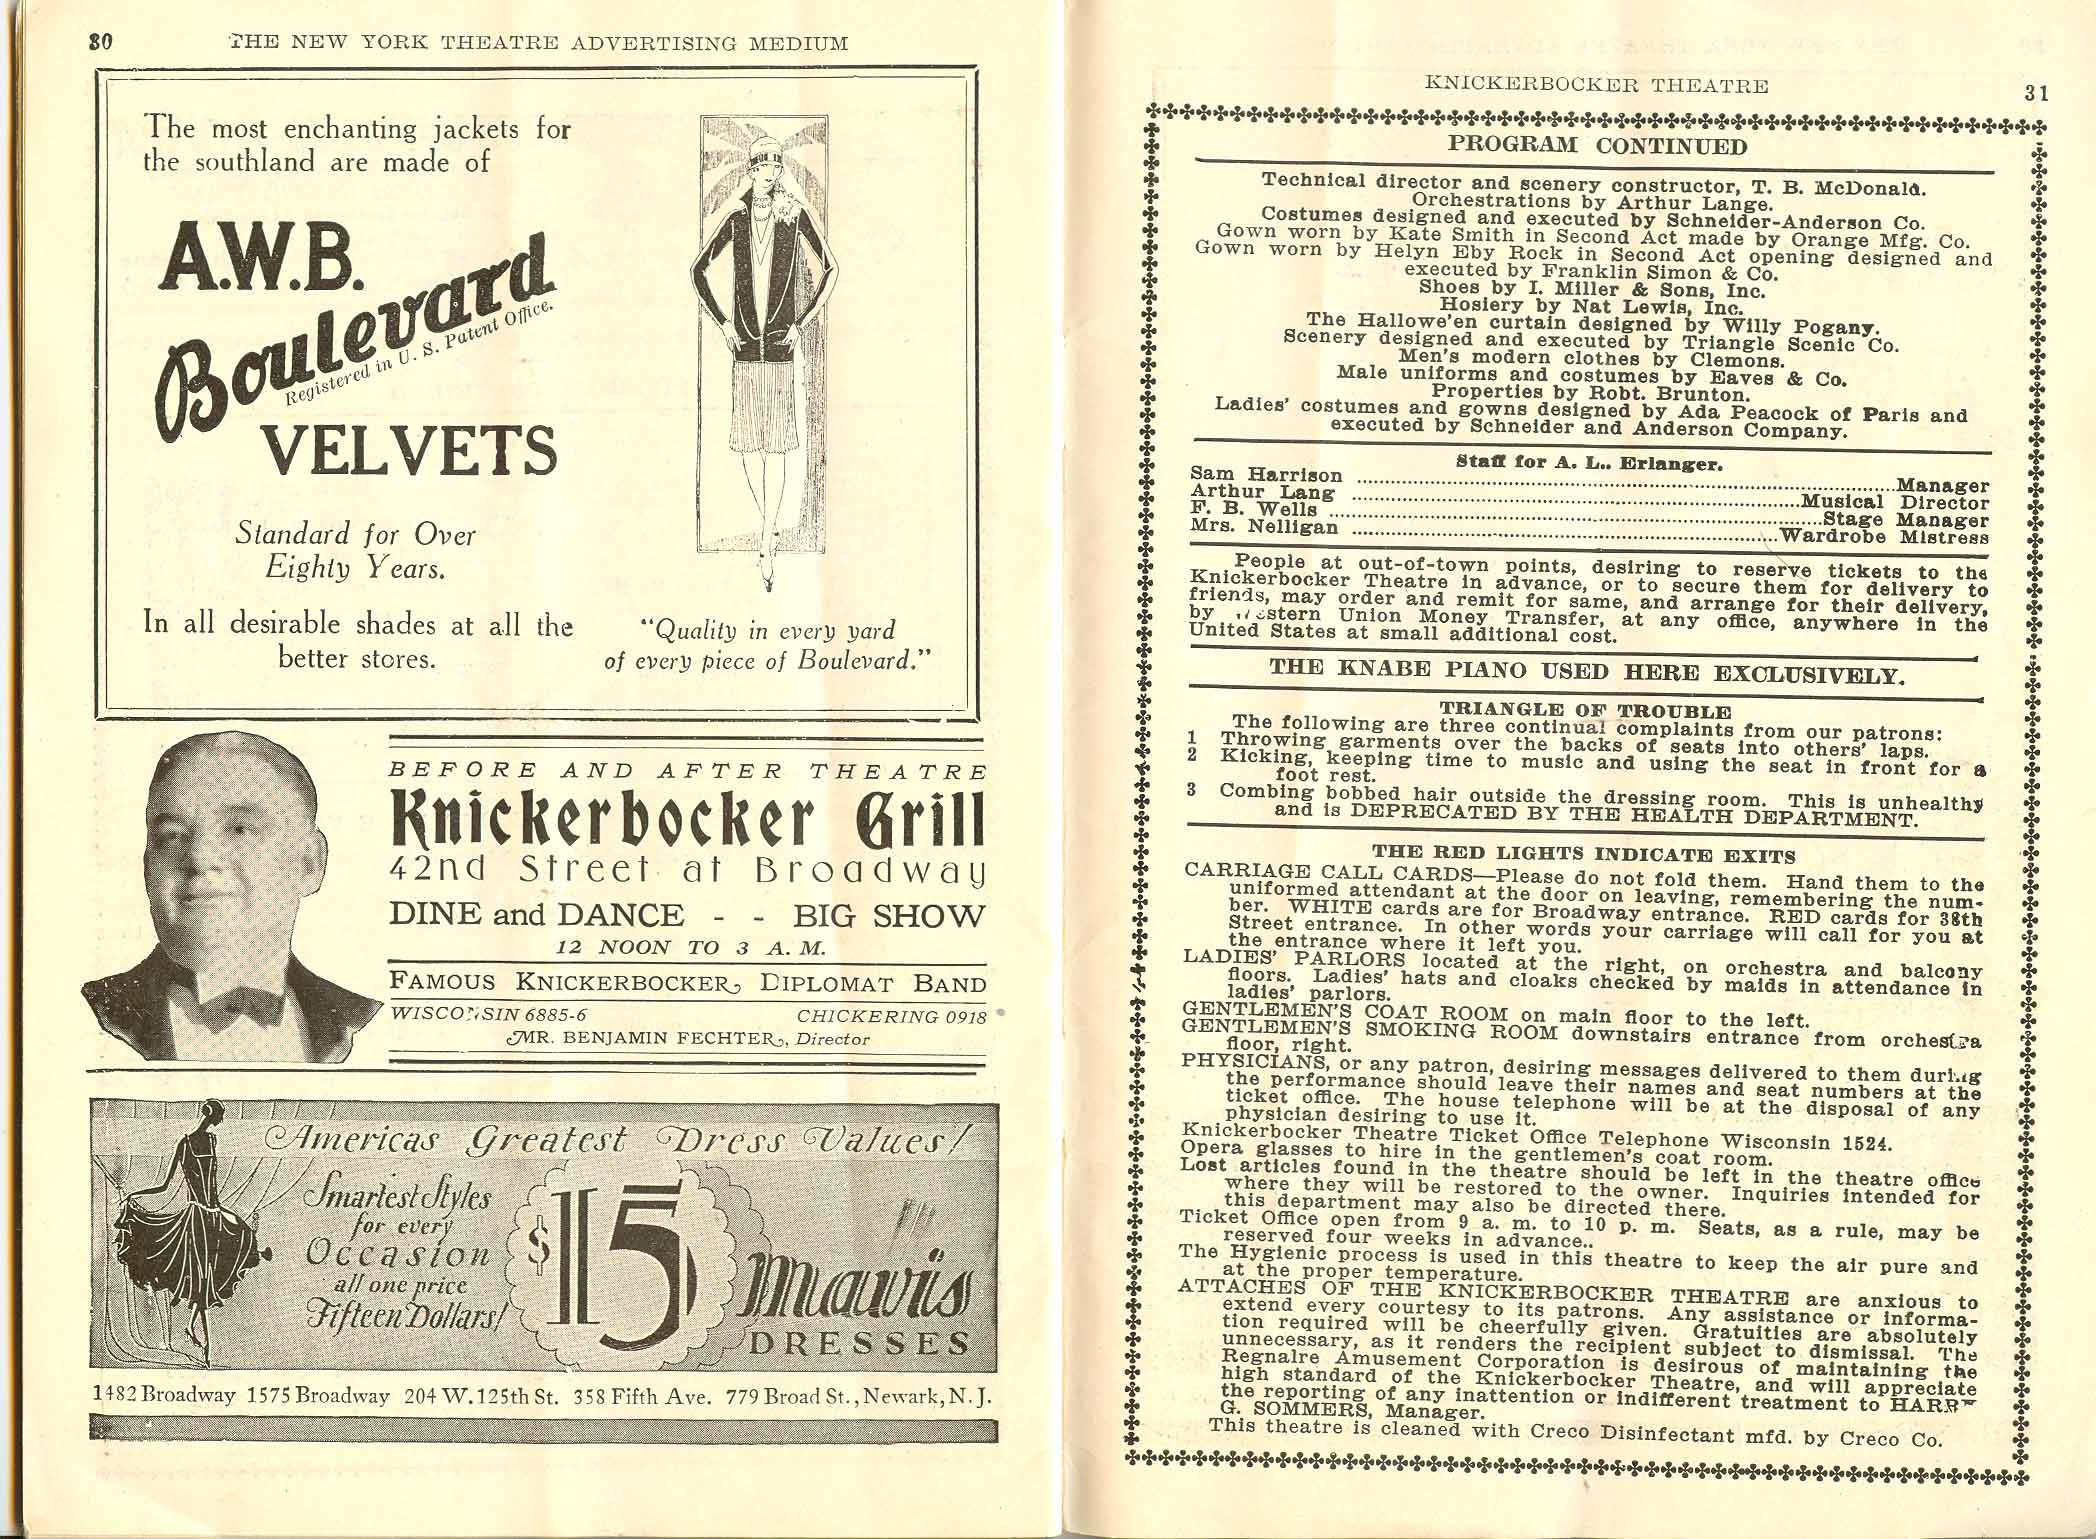 30
THE NEW YORK THEATRE ADVERTISING MEDIUM
The most enchanting jackets for
the southland are made of
A.W.B.
Boulevard
Registered in U. S. Patent Office.
VELVETS
Standard for Over
Eighty Years.
In all desirable shades at all the
better stores.
"Quality in every yard
of every piece of Boulevard."
BEFORE AND AFTER THEATRE
Knickerbocker Grill
42nd Street at Broadway
DINE and DANCE - - BIG SHOW
12 NOON TO 3 A. M.
FAMOUS KNICKERBOCKER DIPLOMAT BAND
WISCONSIN 6885-6 CHICKERING 0918
MR. BENJAMIN FECHTER, Director
Americas Greatest Dress Values!
Smartest Styles
for every
Occasion
all one price
Fifteen Dollars!
$15
Mawis
DRESSES
1482 Broadway 1575 Broadway 204 W. 125th St. 358 Fifth Ave. 779 Broad St., Newark, N. J.
KNICKERBOCKER THEATRE
31
PROGRAM CONTINUED
Technical director and scenery constructor, T. B. McDonald.
Orchestrations by Arthur Lange.
Costumes designed and executed by Schneider-Anderson Co.
Gown worn by Kate Smith in Second Act made by Orange Mfg. Co.
Gown worn by Helyn Eby Rock in Second Act opening designed and
executed by Franklin Simon & Co.
Shoes by I. Miller & Sons, Inc.
Hosiery by Nat Lewis, Inc.
The Hallowe'en curtain designed by Willy Pogany.
Scenery designed and executed by Triangle Scenic Co.
Men's modern clothes by Clemons.
Male uniforms and costumes by Eaves & Co.
Properties by Robt. Brunton.
Ladies' costumes and gowns designed by Ada Peacock of Paris and
executed by Schneider and Anderson Company.
Staff for A. L.. Erlanger.
Sam Harrison ........ Manager
Arthur Lang ........ Musical Director
F. B. Wells ........ Stage Manager
Mrs. Nelligan ........ Wardrobe Mistress
People at out-of-town points, desiring to reserve tickets to the
Knickerbocker Theatre in advance, or to secure them for delivery to
friends, may order and remit for same, and arrange for their delivery,
by Western Union Money Transfer, at any office, anywhere in the
United States at small additional cost.
THE KNABE PIANO USED HERE EXCLUSIVELY.
TRIANGLE OF TROUBLE
The following are three continual complaints from our patrons:
1 Throwing garments over the backs of seats into others' laps.
2 Kicking, keeping time to music and using the seat in front for a
foot rest.
3 Combing bobbed hair outside the dressing room. This is unhealthy
and is DEPRECATED BY THE HEALTH DEPARTMENT.
THE RED LIGHTS INDICATE EXITS
CARRIAGE CALL CARDS—Please do not fold them. Hand them to the
uniformed attendant at the door on leaving, remembering the num-
ber. WHITE cards are for Broadway entrance. RED cards for 38th
Street entrance. In other words your carriage will call for you at
the entrance where it left you.
LADIES' PARLORS located at the right, on orchestra and balcony
floors. Ladies' hats and cloaks checked by maids in attendance in
ladies' parlors.
GENTLEMEN'S COAT ROOM on main floor to the left.
GENTLEMEN'S SMOKING ROOM downstairs entrance from orchestra
floor, right.
PHYSICIANS, or any patron, desiring messages delivered to them during
the performance should leave their names and seat numbers at the
ticket office. The house telephone will be at the disposal of any
physician desiring to use it.
Knickerbocker Theatre Ticket Office Telephone Wisconsin 1524.
Opera glasses to hire in the gentlemen's coat room.
Lost articles found in the theatre should be left in the theatre office
where they will be restored to the owner. Inquiries intended for
this department may also be directed there.
Ticket Office open from 9 a. m. to 10 p. m. Seats, as a rule, may be
reserved four weeks in advance..
The Hygienic process is used in this theatre to keep the air pure and
at the proper temperature.
ATTACHES OF THE KNICKERBOCKER THEATRE are anxious to
extend every courtesy to its patrons. Any assistance or informa-
tion required will be cheerfully given. Gratuities are absolutely
unnecessary, as it renders the recipient subject to dismissal. The
Regnalre Amusement Corporation is desirous of maintaining the
high standard of the Knickerbocker Theatre, and will appreciate
the reporting of any inattention or indifferent treatment to HARRY
G. SOMMERS, Manager.
This theatre is cleaned with Creco Disinfectant mfd. by Creco Co.